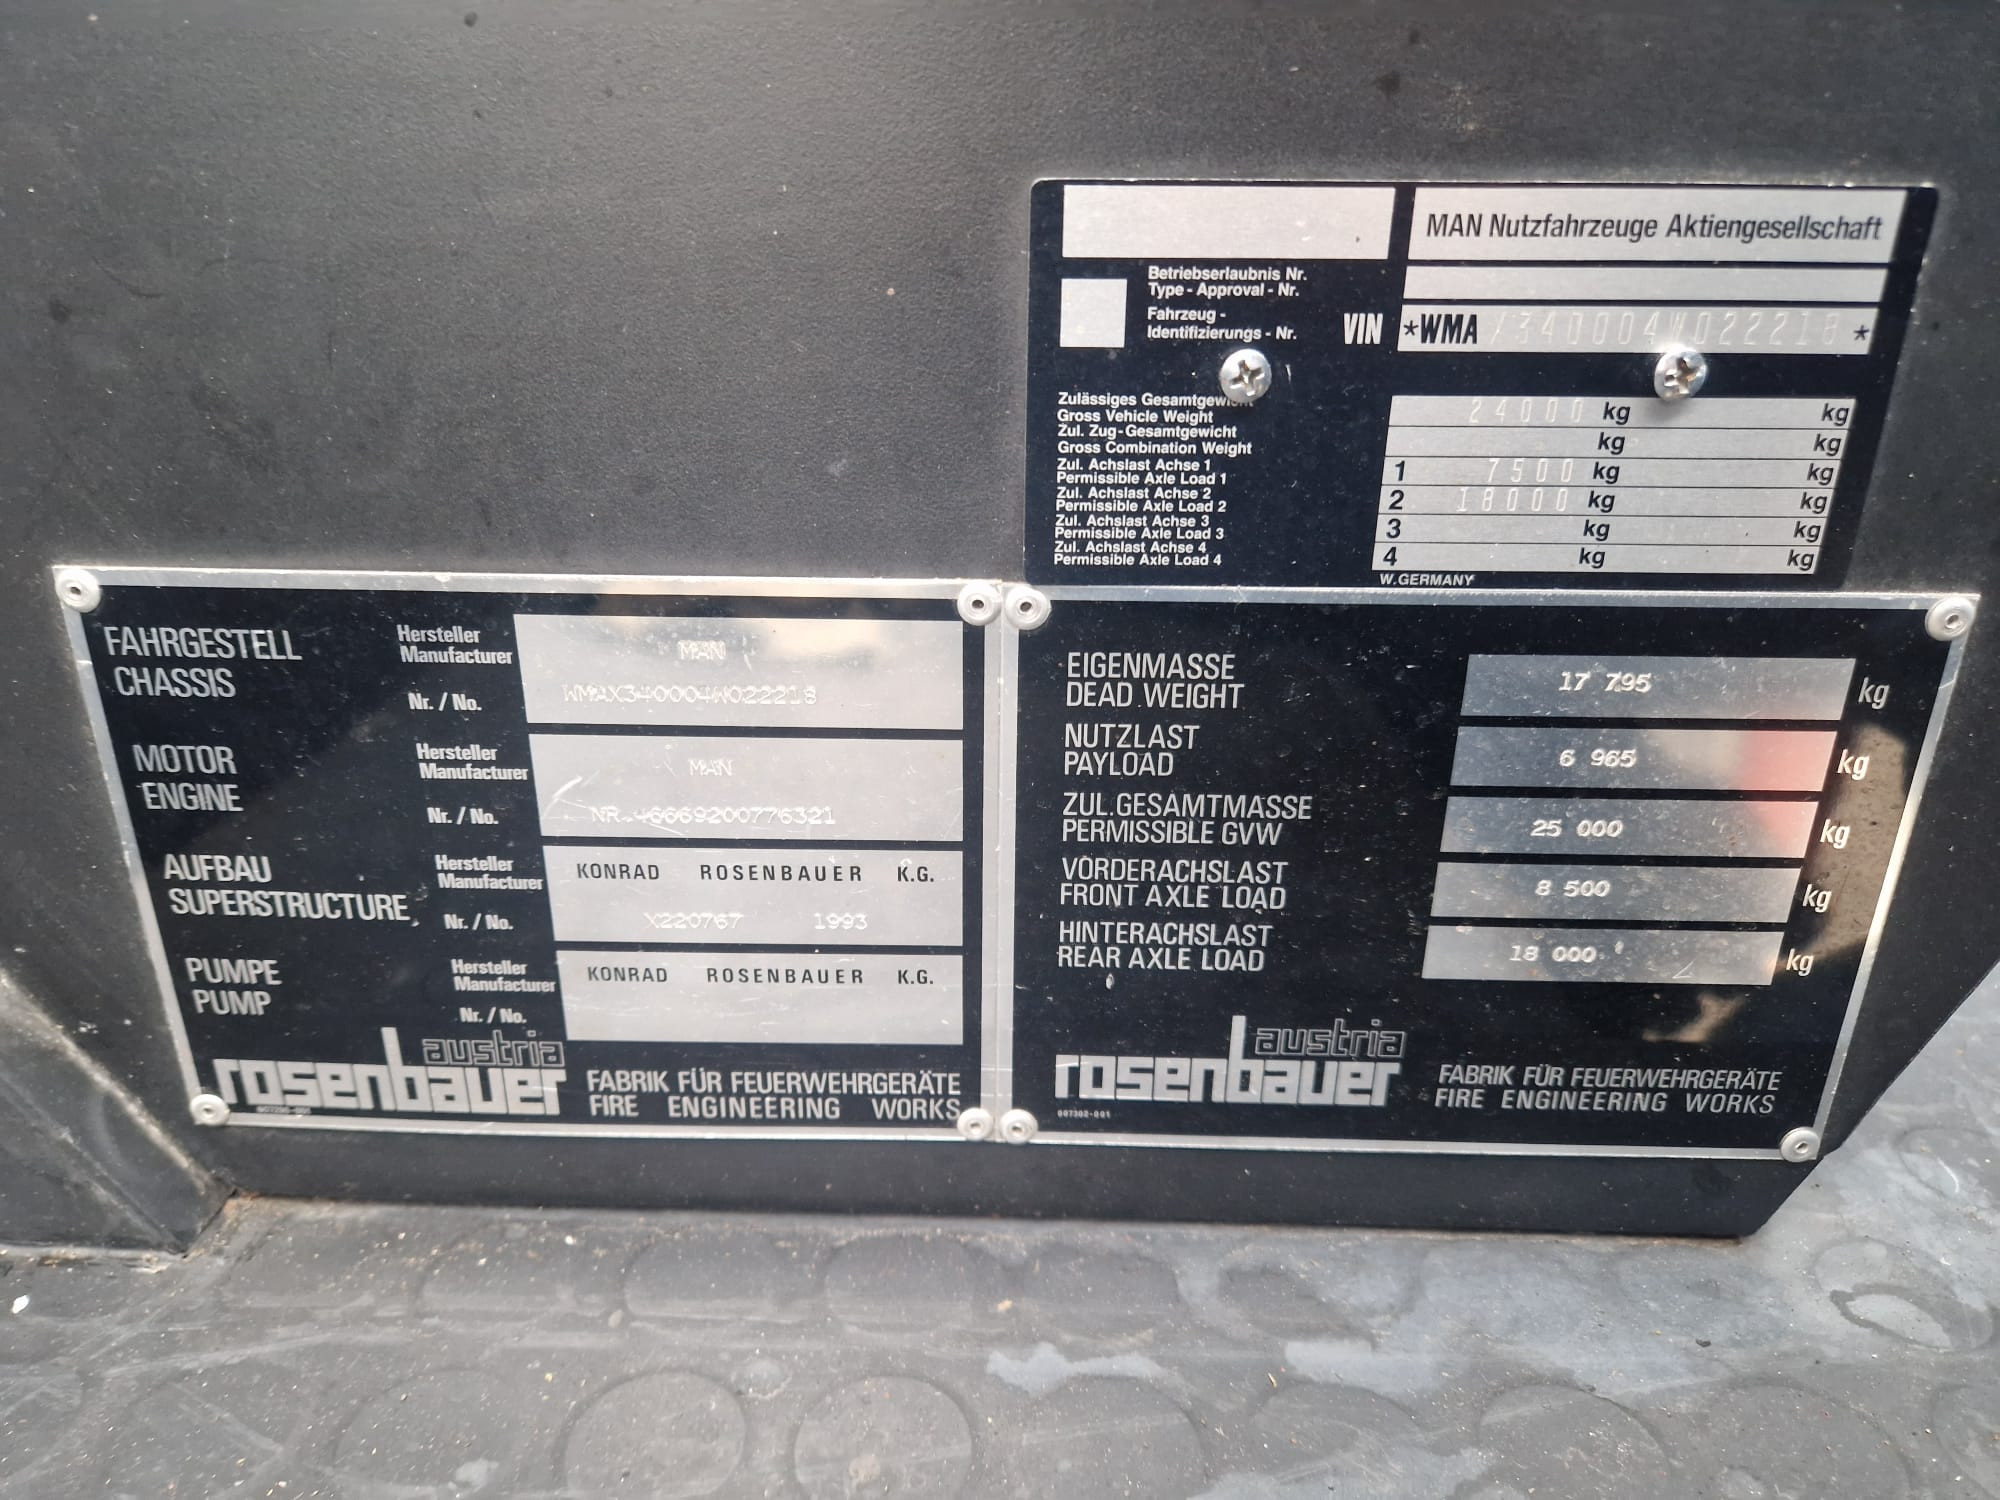 MAN Nutzfahrzeuge Aktiengesellschaft
Betriebserlaubnis Nr.
Type - Approval - Nr.
Fahrzeug -
Identifizierungs - Nr. VIN *WMA 340004W022218 *
Zulässiges Gesamtgewicht
Gross Vehicle Weight 24000 kg kg
Zul. Zug-Gesamtgewicht
Gross Combination Weight kg kg
Zul. Achslast Achse 1
Permissible Axle Load 1 1 7500 kg kg
Zul. Achslast Achse 2
Permissible Axle Load 2 2 18000 kg kg
Zul. Achslast Achse 3
Permissible Axle Load 3 3 kg kg
Zul. Achslast Achse 4
Permissible Axle Load 4 4 kg kg
W.GERMANY
FAHRGESTELL Hersteller
CHASSIS Manufacturer MAN
Nr. / No. WMAX340004W022218
MOTOR Hersteller
ENGINE Manufacturer MAN
Nr. / No. NR. 46669200776321
AUFBAU Hersteller
SUPERSTRUCTURE Manufacturer KONRAD ROSENBAUER K.G.
Nr. / No. X220767 1993
PUMPE Hersteller
PUMP Manufacturer KONRAD ROSENBAUER K.G.
Nr. / No.
austria
rosenbauer
FABRIK FÜR FEUERWEHRGERÄTE
FIRE ENGINEERING WORKS
EIGENMASSE
DEAD WEIGHT 17 795 kg
NUTZLAST
PAYLOAD 6 965 kg
ZUL.GESAMTMASSE
PERMISSIBLE GVW 25 000 kg
VORDERACHSLAST
FRONT AXLE LOAD 8 500 kg
HINTERACHSLAST
REAR AXLE LOAD 18 000 kg
austria
rosenbauer
007302-001
FABRIK FÜR FEUERWEHRGERÄTE
FIRE ENGINEERING WORKS